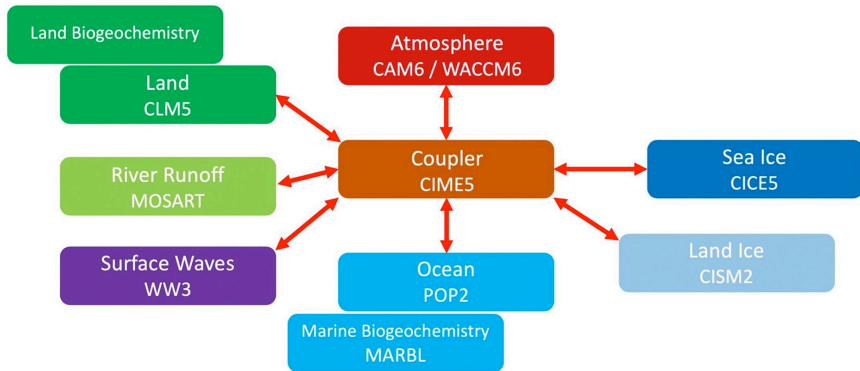 Land Biogeochemistry
Land
CLM5
Atmosphere
CAM6 / WACCM6
River Runoff
MOSART
Coupler
CIME5
Sea Ice
CICE5
Surface Waves
WW3
Ocean
POP2
Land Ice
CISM2
Marine Biogeochemistry
MARBL